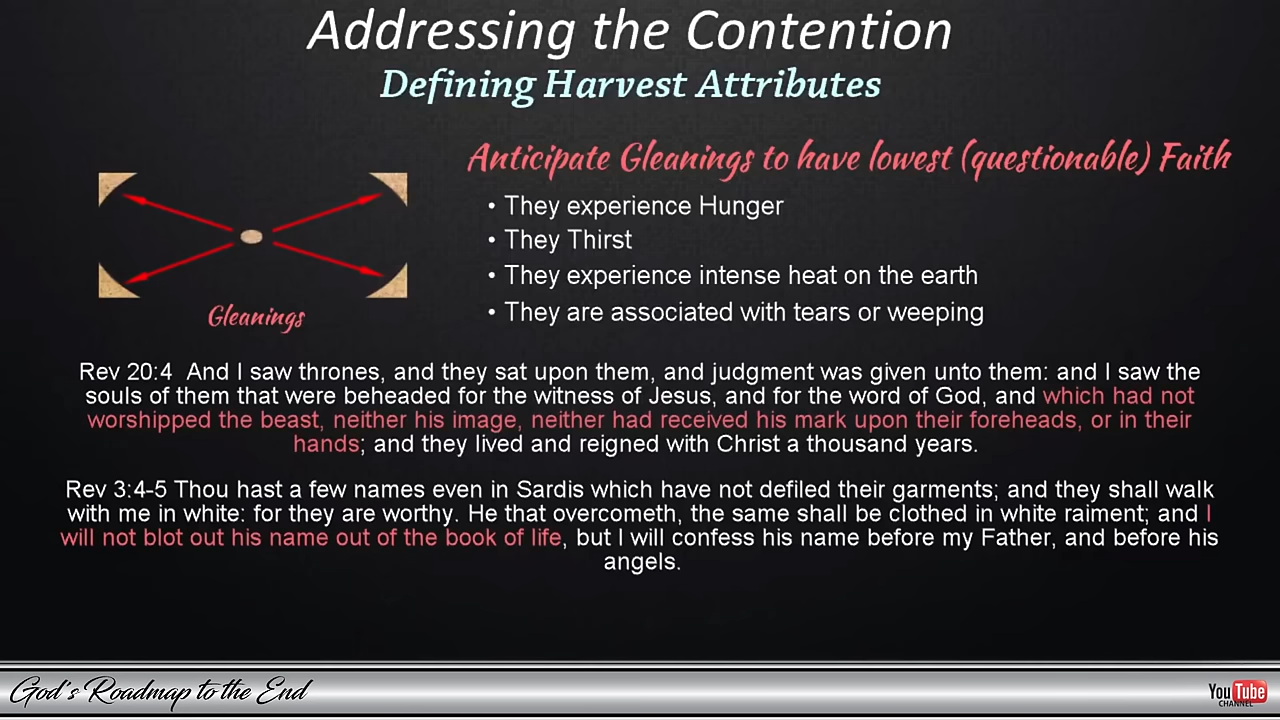 Addressing the Contention
Defining Harvest Attributes
Anticipate Gleanings to have lowest (questionable) Faith
• They experience Hunger
• They Thirst
• They experience intense heat on the earth
• They are associated with tears or weeping
Gleanings
Rev 20:4  And I saw thrones, and they sat upon them, and judgment was given unto them: and I saw the
souls of them that were beheaded for the witness of Jesus, and for the word of God, and which had not
worshipped the beast, neither his image, neither had received his mark upon their foreheads, or in their
hands; and they lived and reigned with Christ a thousand years.
Rev 3:4-5 Thou hast a few names even in Sardis which have not defiled their garments; and they shall walk
with me in white: for they are worthy. He that overcometh, the same shall be clothed in white raiment; and I
will not blot out his name out of the book of life, but I will confess his name before my Father, and before his
angels.
God's Roadmap to the End
YouTube
CHANNEL